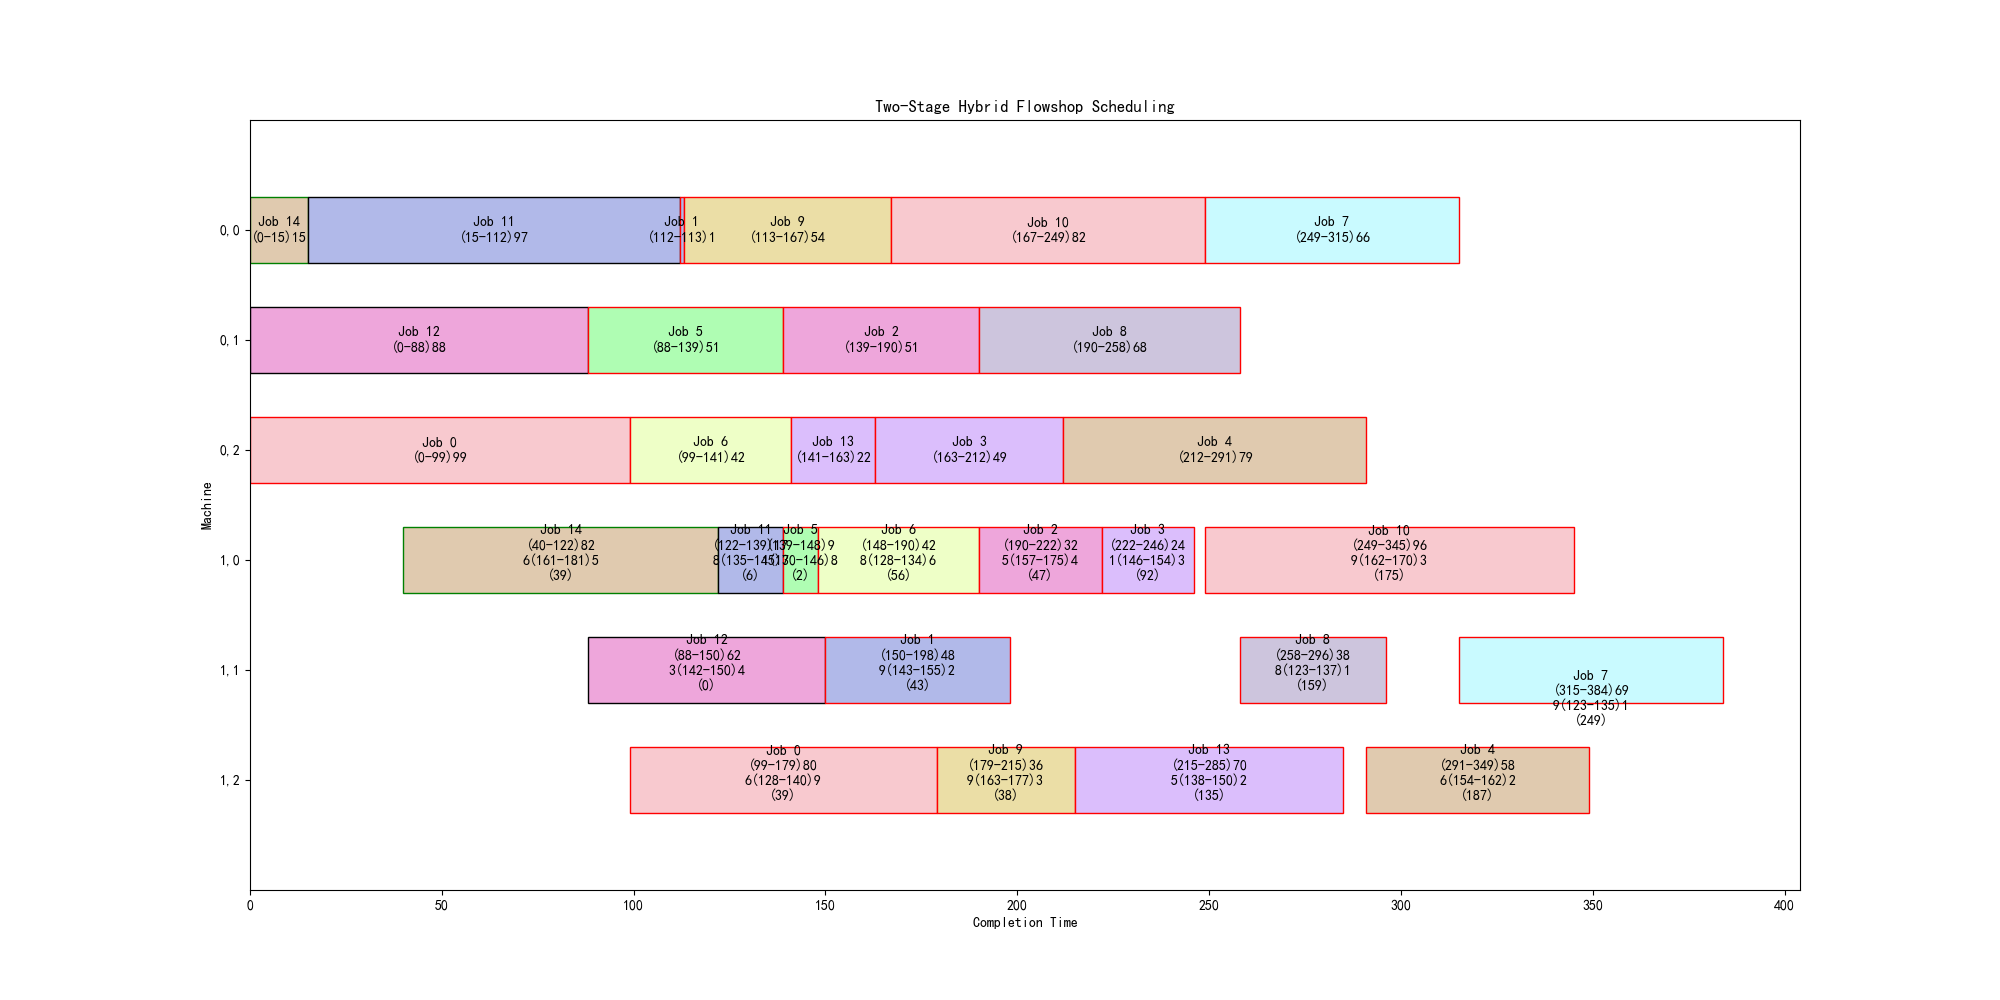 Two-Stage Hybrid Flowshop Scheduling
0,0
Job 14
(0-15)15
Job 11
(15-112)97
Job 1
(112-113)1
Job 9
(113-167)54
Job 10
(167-249)82
Job 7
(249-315)66
0,1
Job 12
(0-88)88
Job 5
(88-139)51
Job 2
(139-190)51
Job 8
(190-258)68
0,2
Job 0
(0-99)99
Job 6
(99-141)42
Job 13
(141-163)22
Job 3
(163-212)49
Job 4
(212-291)79
Machine
1,0
Job 14
(40-122)82
6(161-181)5
(39)
Job 11
(122-139)17
(6)
Job 5
(139-148)9
(2)
Job 6
(148-190)42
8(128-134)6
(56)
Job 2
(190-222)32
5(157-175)4
(47)
Job 3
(222-246)24
1(146-154)3
(92)
Job 10
(249-345)96
9(162-170)3
(175)
1,1
Job 12
(88-150)62
3(142-150)4
(0)
Job 1
(150-198)48
9(143-155)2
(43)
Job 8
(258-296)38
8(123-137)1
(159)
Job 7
(315-384)69
9(123-135)1
(249)
1,2
Job 0
(99-179)80
6(128-140)9
(39)
Job 9
(179-215)36
9(163-177)3
(38)
Job 13
(215-285)70
5(138-150)2
(135)
Job 4
(291-349)58
6(154-162)2
(187)
0 50 100 150 200 250 300 350 400
Completion Time